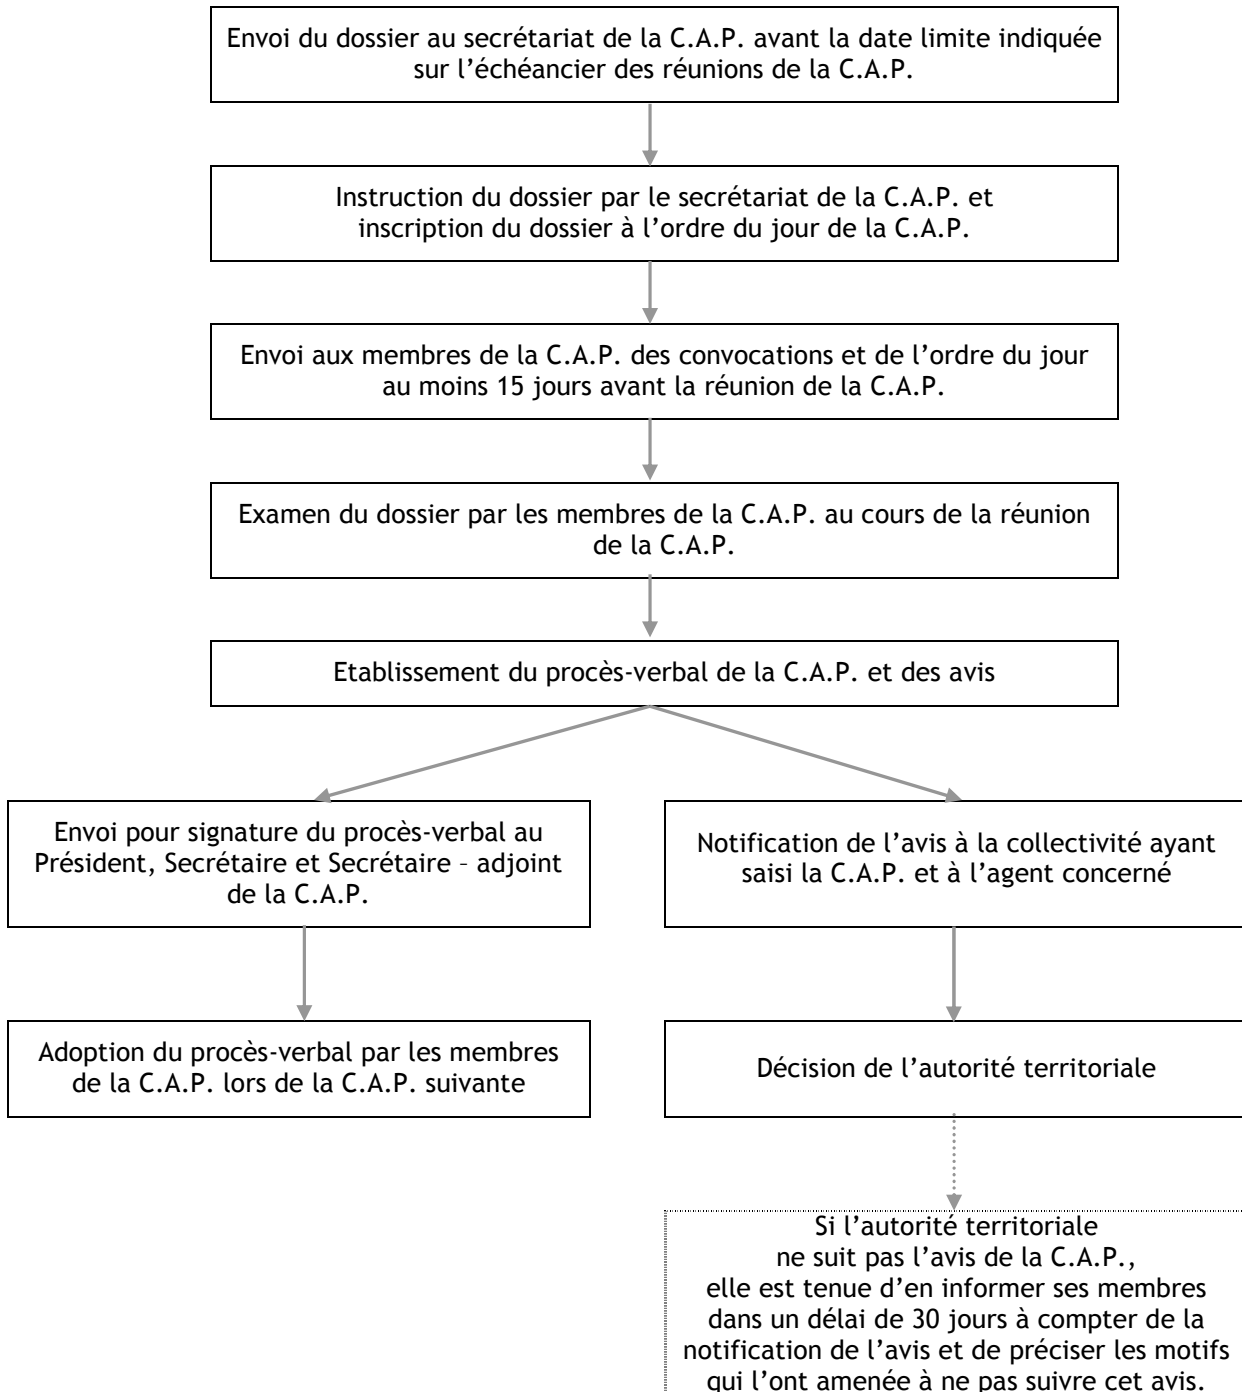 Envoi du dossier au secrétariat de la C.A.P. avant la date limite indiquée
sur l’échéancier des réunions de la C.A.P.
Instruction du dossier par le secrétariat de la C.A.P. et
inscription du dossier à l’ordre du jour de la C.A.P.
Envoi aux membres de la C.A.P. des convocations et de l’ordre du jour
au moins 15 jours avant la réunion de la C.A.P.
Examen du dossier par les membres de la C.A.P. au cours de la réunion
de la C.A.P.
Etablissement du procès-verbal de la C.A.P. et des avis
Envoi pour signature du procès-verbal au
Président, Secrétaire et Secrétaire – adjoint
de la C.A.P.
Notification de l’avis à la collectivité ayant
saisi la C.A.P. et à l’agent concerné
Adoption du procès-verbal par les membres
de la C.A.P. lors de la C.A.P. suivante
Décision de l’autorité territoriale
Si l’autorité territoriale
ne suit pas l’avis de la C.A.P.,
elle est tenue d’en informer ses membres
dans un délai de 30 jours à compter de la
notification de l’avis et de préciser les motifs
qui l’ont amenée à ne pas suivre cet avis.